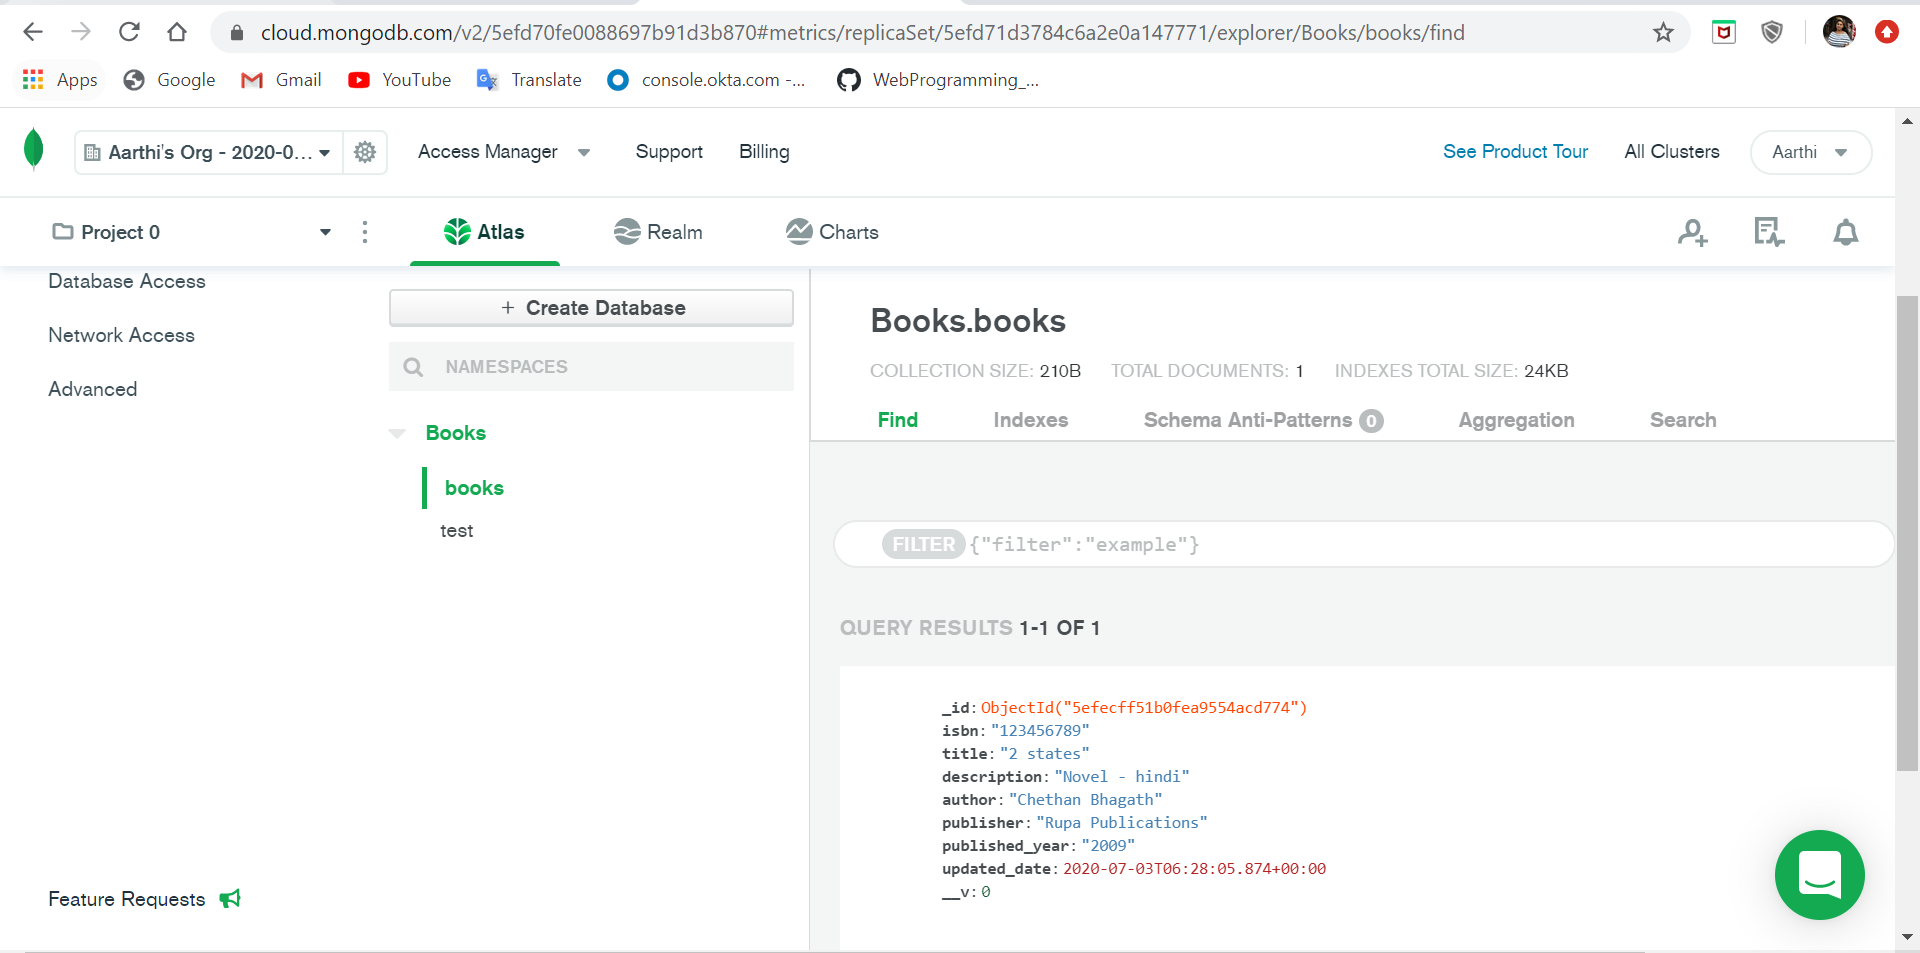 cloud.mongodb.com/v2/5efd70fe0088697b91d3b870#metrics/replicaSet/5efd71d3784c6a2e0a147771/explorer/Books/books/find
Apps Google Gmail YouTube Translate console.okta.com -... WebProgramming_...
Aarthi's Org - 2020-0... Access Manager Support Billing See Product Tour All Clusters Aarthi
Project 0 Atlas Realm Charts
Database Access
Network Access
Advanced
Feature Requests
+ Create Database
NAMESPACES
Books
books
test
Books.books
COLLECTION SIZE: 210B TOTAL DOCUMENTS: 1 INDEXES TOTAL SIZE: 24KB
Find Indexes Schema Anti-Patterns 0 Aggregation Search
FILTER {"filter":"example"}
QUERY RESULTS 1-1 OF 1
_id: ObjectId("5efecff51b0fea9554acd774")
isbn: "123456789"
title: "2 states"
description: "Novel - hindi"
author: "Chethan Bhagath"
publisher: "Rupa Publications"
published_year: "2009"
updated_date: 2020-07-03T06:28:05.874+00:00
__v: 0